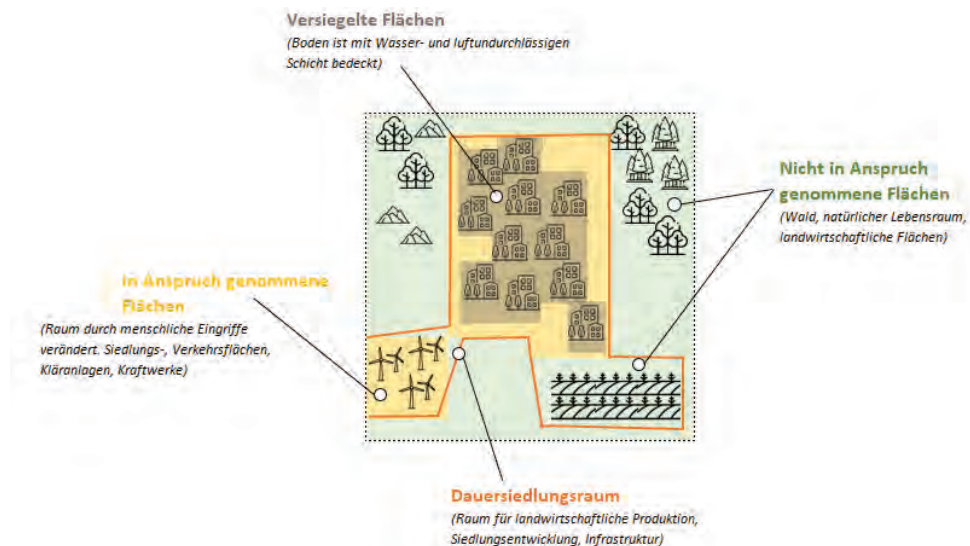 Versiegelte Flächen
(Boden ist mit Wasser- und luftundurchlässigen
Schicht bedeckt)
Nicht in Anspruch
genommene Flächen
(Wald, natürlicher Lebensraum,
landwirtschaftliche Flächen)
In Anspruch genommene
Flächen
(Raum durch menschliche Eingriffe
verändert. Siedlungs-, Verkehrsflächen,
Kläranlagen, Kraftwerke)
Dauersiedlungsraum
(Raum für landwirtschaftliche Produktion,
Siedlungsentwicklung, Infrastruktur)